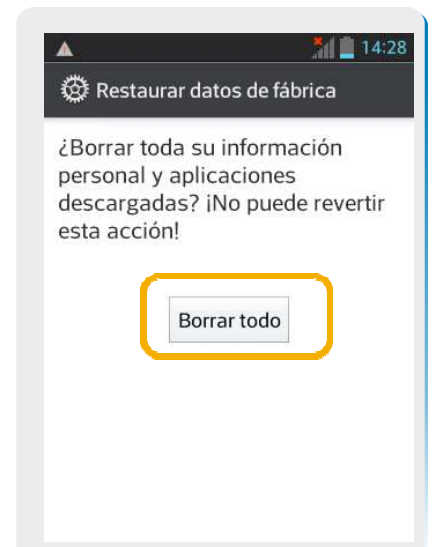 14:28
Restaurar datos de fábrica
¿Borrar toda su información
personal y aplicaciones
descargadas? ¡No puede revertir
esta acción!
Borrar todo